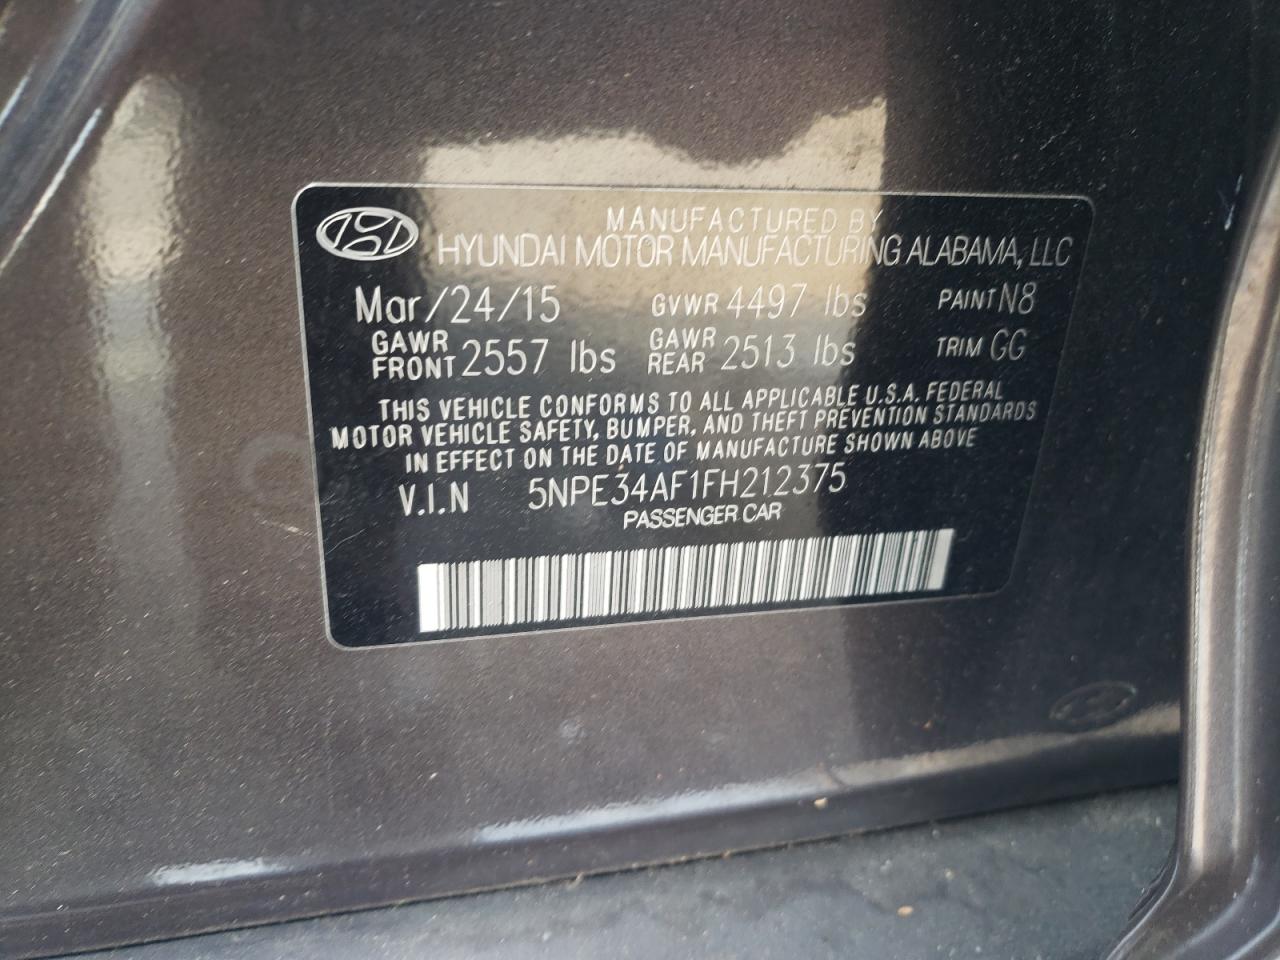 MANUFACTURED BY
HYUNDAI MOTOR MANUFACTURING ALABAMA, LLC
Mar/24/15 GVWR 4497 lbs PAINT N8
GAWR FRONT 2557 lbs GAWR REAR 2513 lbs TRIM GG
THIS VEHICLE CONFORMS TO ALL APPLICABLE U.S.A. FEDERAL
MOTOR VEHICLE SAFETY, BUMPER, AND THEFT PREVENTION STANDARDS
IN EFFECT ON THE DATE OF MANUFACTURE SHOWN ABOVE
V.I.N 5NPE34AF1FH212375
PASSENGER CAR